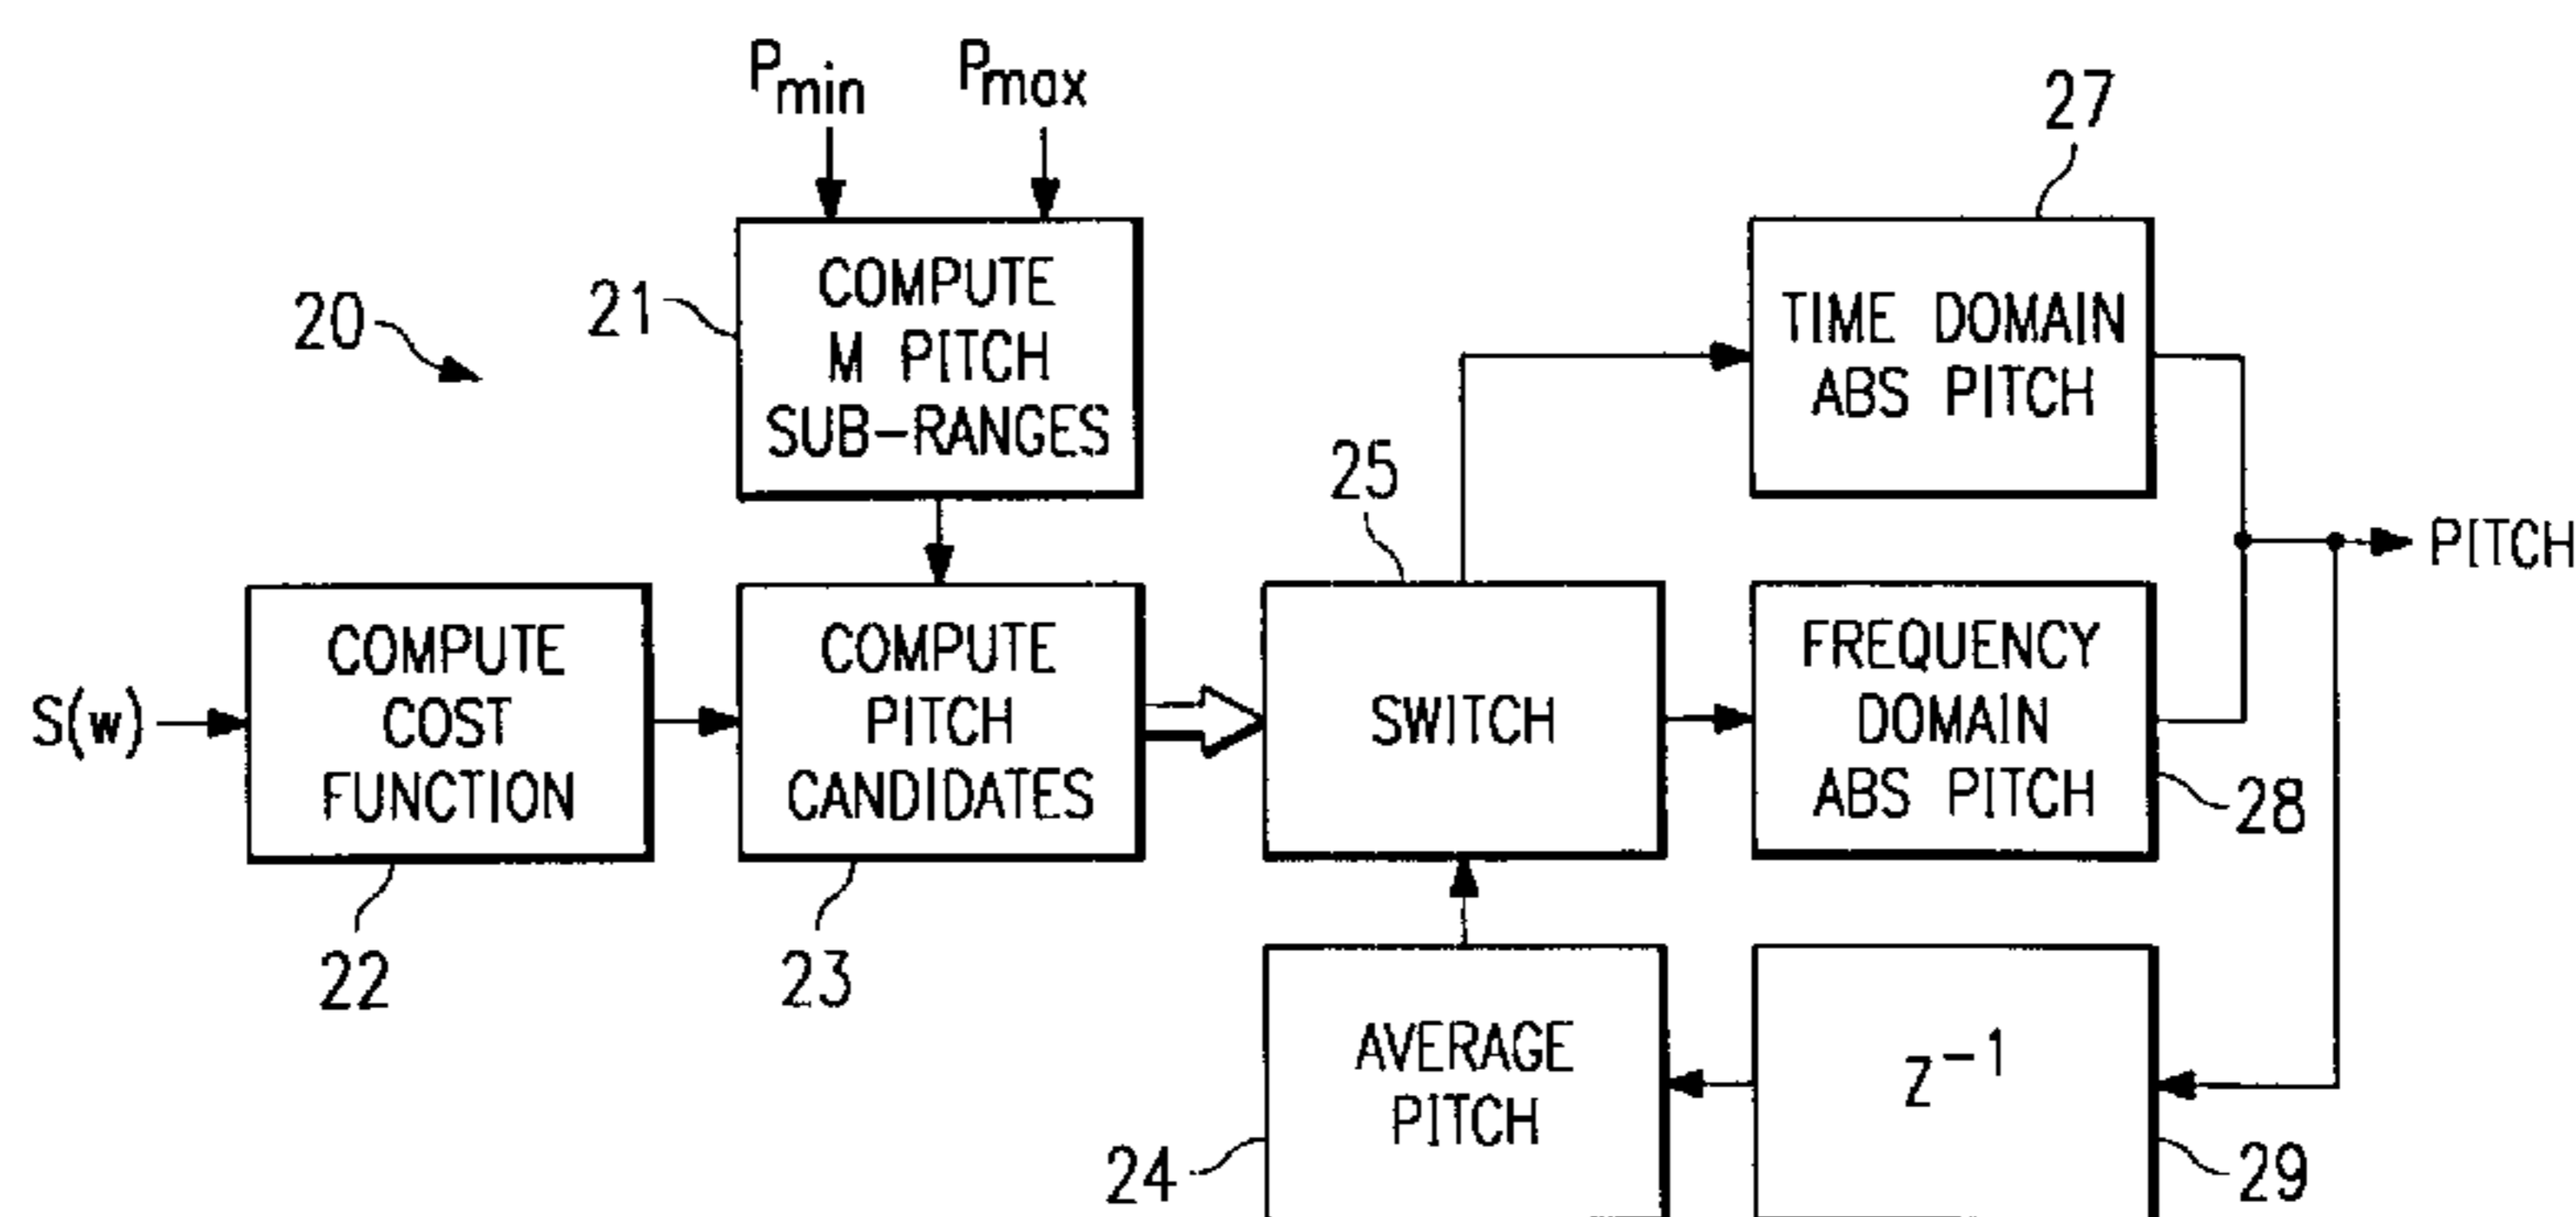 Pmin
Pmax
27
20
21
COMPUTE
M PITCH
SUB-RANGES
TIME DOMAIN
ABS PITCH
25
PITCH
S(w)
COMPUTE
COST
FUNCTION
COMPUTE
PITCH
CANDIDATES
SWITCH
FREQUENCY
DOMAIN
ABS PITCH
28
22
23
AVERAGE
PITCH
Z⁻¹
24
29